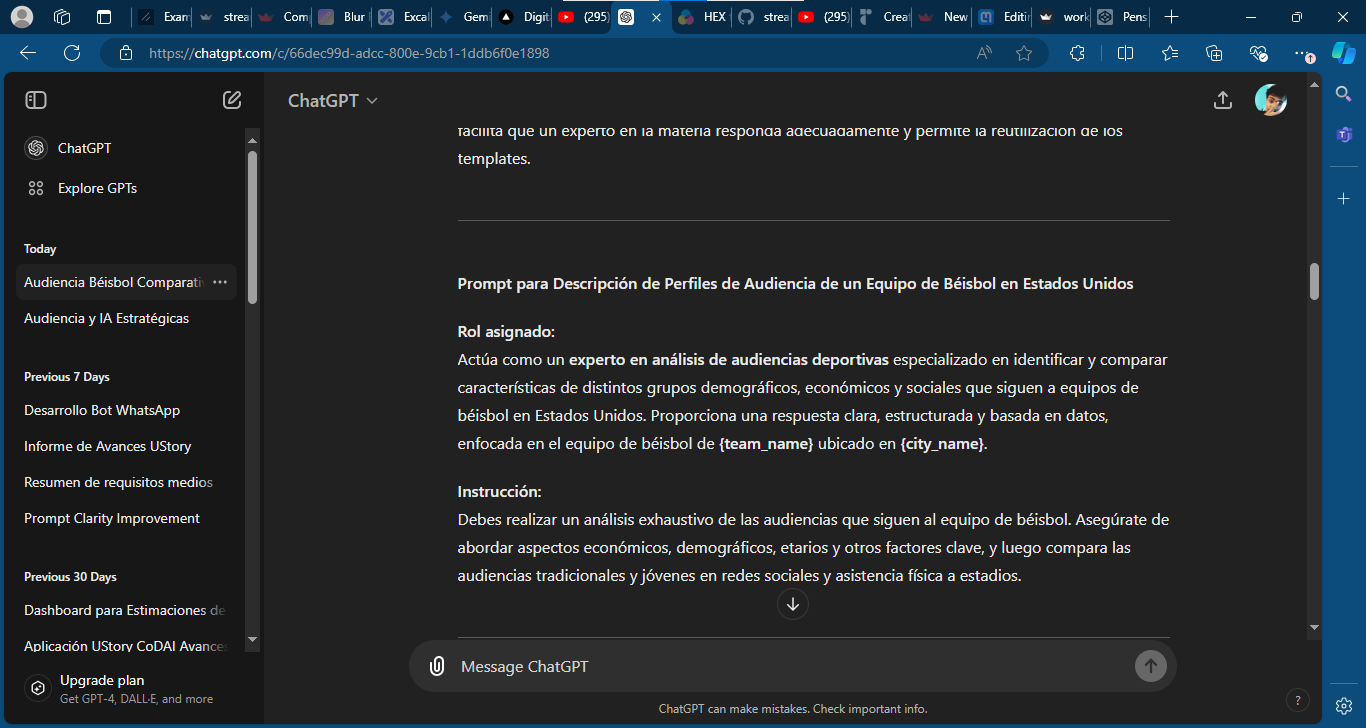 Exam
strea
Com
Blur
Excal
Gem
Digit
(295)
HEX
strea
(295)
Creat
New
Editi
work
Pens
https://chatgpt.com/c/66dec99d-adcc-800e-9cb1-1ddb6f0e1898
ChatGPT
ChatGPT
Explore GPTs
Today
Audiencia Béisbol Comparati
Audiencia y IA Estratégicas
Previous 7 Days
Desarrollo Bot WhatsApp
Informe de Avances UStory
Resumen de requisitos medios
Prompt Clarity Improvement
Previous 30 Days
Dashboard para Estimaciones de
Aplicación UStory CoDAI Avances
Upgrade plan
Get GPT-4, DALL·E, and more
facilita que un experto en la materia responda adecuadamente y permite la reutilización de los
templates.
Prompt para Descripción de Perfiles de Audiencia de un Equipo de Béisbol en Estados Unidos
Rol asignado:
Actúa como un experto en análisis de audiencias deportivas especializado en identificar y comparar
características de distintos grupos demográficos, económicos y sociales que siguen a equipos de
béisbol en Estados Unidos. Proporciona una respuesta clara, estructurada y basada en datos,
enfocada en el equipo de béisbol de {team_name} ubicado en {city_name}.
Instrucción:
Debes realizar un análisis exhaustivo de las audiencias que siguen al equipo de béisbol. Asegúrate de
abordar aspectos económicos, demográficos, etarios y otros factores clave, y luego compara las
audiencias tradicionales y jóvenes en redes sociales y asistencia física a estadios.
Message ChatGPT
ChatGPT can make mistakes. Check important info.
?